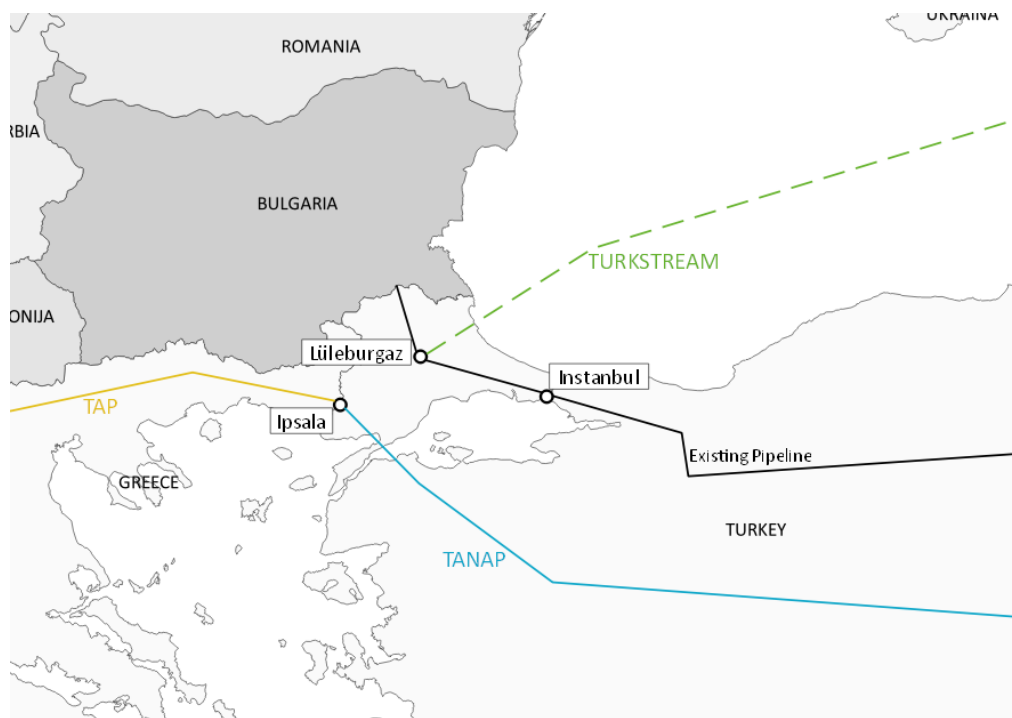 UKRAINA
ROMANIA
RBIA
BULGARIA
TURKSTREAM
ONIJA
Lüleburgaz
Instanbul
TAP
Ipsala
Existing Pipeline
GREECE
TURKEY
TANAP